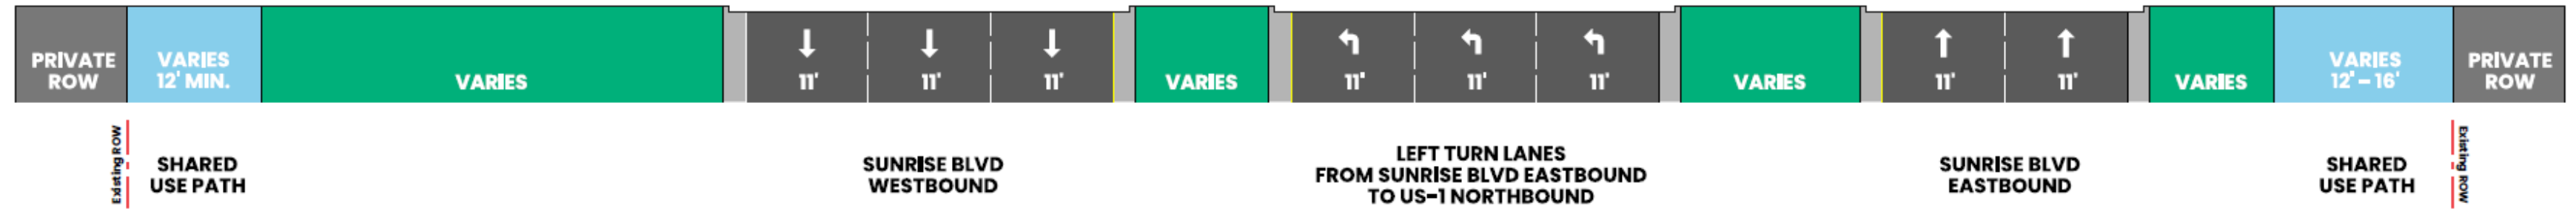 PRIVATE
ROW
VARIES
12' MIN.
VARIES
11'
11'
11'
VARIES
11'
11'
11'
VARIES
11'
11'
VARIES
VARIES
12' – 16'
PRIVATE
ROW
Existing ROW
SHARED
USE PATH
SUNRISE BLVD
WESTBOUND
LEFT TURN LANES
FROM SUNRISE BLVD EASTBOUND
TO US-1 NORTHBOUND
SUNRISE BLVD
EASTBOUND
SHARED
USE PATH
Existing ROW